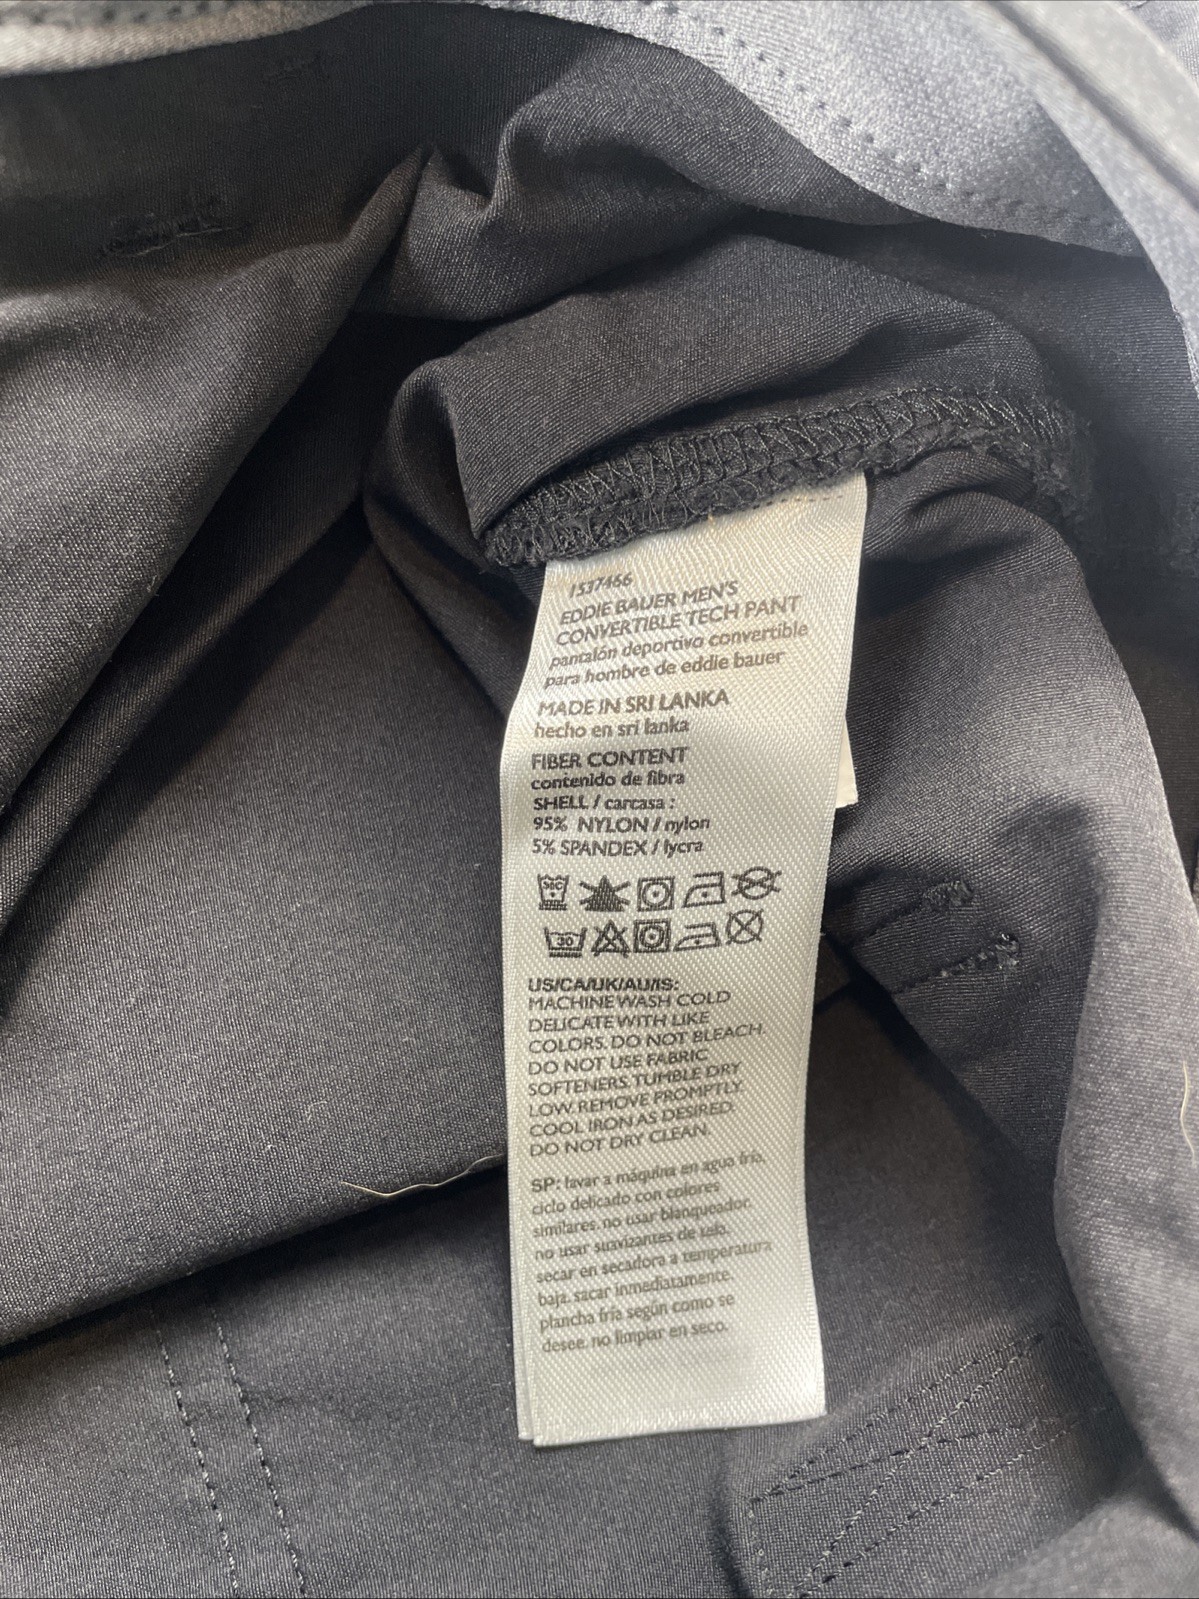 1537466
EDDIE BAUER MEN'S
CONVERTIBLE TECH PANT
pantalón deportivo convertible
para hombre de eddie bauer
MADE IN SRI LANKA
hecho en sri lanka
FIBER CONTENT
contenido de fibra
SHELL / carcasa :
95% NYLON / nylon
5% SPANDEX / lycra
30
US/CA/UK/AU/IS:
MACHINE WASH COLD
DELICATE WITH LIKE
COLORS. DO NOT BLEACH.
DO NOT USE FABRIC
SOFTENERS. TUMBLE DRY
LOW. REMOVE PROMPTLY.
COOL IRON AS DESIRED.
DO NOT DRY CLEAN.
SP: lavar a máquina en agua fría,
ciclo delicado con colores
similares. no usar blanqueador.
no usar suavizantes de tela.
secar en secadora a temperatura
baja. sacar inmediatamente.
plancha fría según como se
desee. no limpiar en seco.